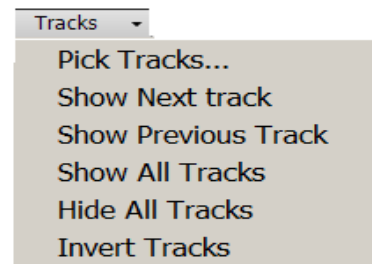 Tracks
Pick Tracks...
Show Next track
Show Previous Track
Show All Tracks
Hide All Tracks
Invert Tracks